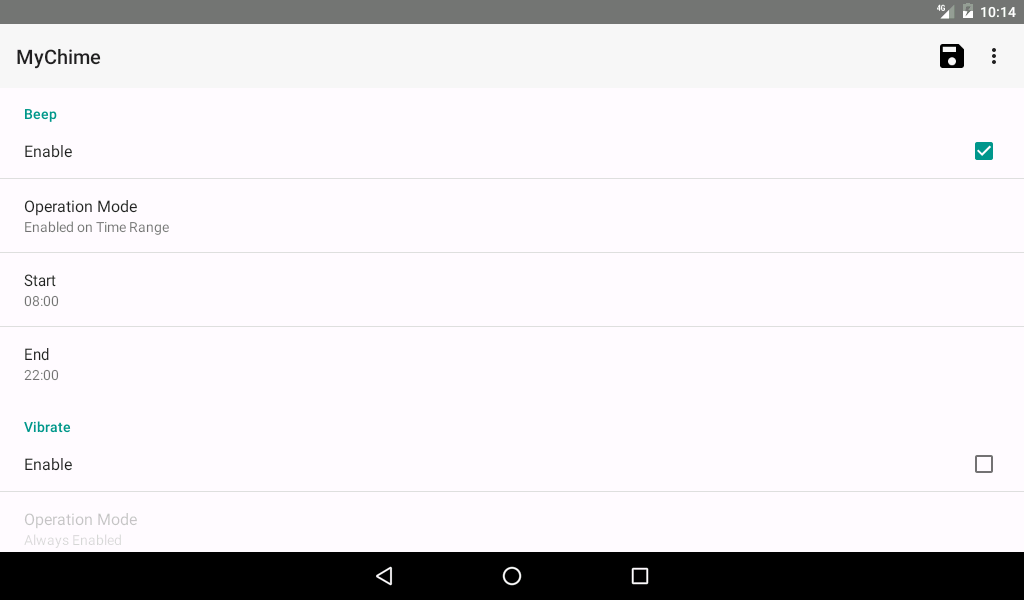 4G 10:14
MyChime
Beep
Enable
Operation Mode
Enabled on Time Range
Start
08:00
End
22:00
Vibrate
Enable
Operation Mode
Always Enabled